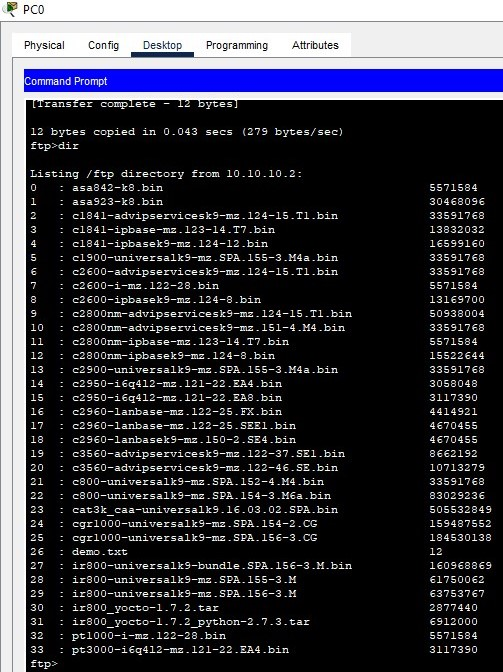 PC0
Physical Config Desktop Programming Attributes
Command Prompt
[Transfer complete - 12 bytes]
12 bytes copied in 0.043 secs (279 bytes/sec)
ftp>dir
Listing /ftp directory from 10.10.10.2:
0 : asa842-k8.bin 5571584
1 : asa923-k8.bin 30468096
2 : c1841-advipservicesk9-mz.124-15.T1.bin 33591768
3 : c1841-ipbase-mz.123-14.T7.bin 13832032
4 : c1841-ipbasek9-mz.124-12.bin 16599160
5 : c1900-universalk9-mz.SPA.155-3.M4a.bin 33591768
6 : c2600-advipservicesk9-mz.124-15.T1.bin 33591768
7 : c2600-i-mz.122-28.bin 5571584
8 : c2600-ipbasek9-mz.124-8.bin 13169700
9 : c2800nm-advipservicesk9-mz.124-15.T1.bin 50938004
10 : c2800nm-advipservicesk9-mz.151-4.M4.bin 33591768
11 : c2800nm-ipbase-mz.123-14.T7.bin 5571584
12 : c2800nm-ipbasek9-mz.124-8.bin 15522644
13 : c2900-universalk9-mz.SPA.155-3.M4a.bin 33591768
14 : c2950-i6q4l2-mz.121-22.EA4.bin 3058048
15 : c2950-i6q4l2-mz.121-22.EA8.bin 3117390
16 : c2960-lanbase-mz.122-25.FX.bin 4414921
17 : c2960-lanbase-mz.122-25.SEE1.bin 4670455
18 : c2960-lanbasek9-mz.150-2.SE4.bin 4670455
19 : c3560-advipservicesk9-mz.122-37.SE1.bin 8662192
20 : c3560-advipservicesk9-mz.122-46.SE.bin 10713279
21 : c800-universalk9-mz.SPA.152-4.M4.bin 33591768
22 : c800-universalk9-mz.SPA.154-3.M6a.bin 83029236
23 : cat3k_caa-universalk9.16.03.02.SPA.bin 505532849
24 : cgr1000-universalk9-mz.SPA.154-2.CG 159487552
25 : cgr1000-universalk9-mz.SPA.156-3.CG 184530138
26 : demo.txt 12
27 : ir800-universalk9-bundle.SPA.156-3.M.bin 160968869
28 : ir800-universalk9-mz.SPA.155-3.M 61750062
29 : ir800-universalk9-mz.SPA.156-3.M 63753767
30 : ir800_yocto-1.7.2.tar 2877440
31 : ir800_yocto-1.7.2_python-2.7.3.tar 6912000
32 : pt1000-i-mz.122-28.bin 5571584
33 : pt3000-i6q4l2-mz.121-22.EA4.bin 3117390
ftp>